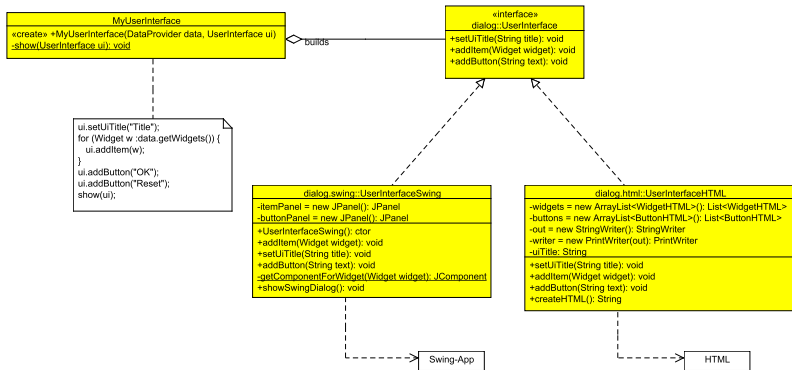 MyUserInterface
«create» +MyUserInterface(DataProvider data, UserInterface ui)
-show(UserInterface ui): void
builds
«interface»
dialog::UserInterface
+setUiTitle(String title): void
+addItem(Widget widget): void
+addButton(String text): void
ui.setUiTitle("Title");
for (Widget w :data.getWidgets()) {
ui.addItem(w);
}
ui.addButton("OK");
ui.addButton("Reset");
show(ui);
dialog.swing::UserInterfaceSwing
-itemPanel = new JPanel(): JPanel
-buttonPanel = new JPanel(): JPanel
+UserInterfaceSwing(): ctor
+addItem(Widget widget): void
+setUiTitle(String title): void
+addButton(String text): void
-getComponentForWidget(Widget widget): JComponent
+showSwingDialog(): void
dialog.html::UserInterfaceHTML
-widgets = new ArrayList<WidgetHTML>(): List<WidgetHTML>
-buttons = new ArrayList<ButtonHTML>(): List<ButtonHTML>
-out = new StringWriter(): StringWriter
-writer = new PrintWriter(out): PrintWriter
-uiTitle: String
+setUiTitle(String title): void
+addItem(Widget widget): void
+addButton(String text): void
+createHTML(): String
Swing-App
HTML